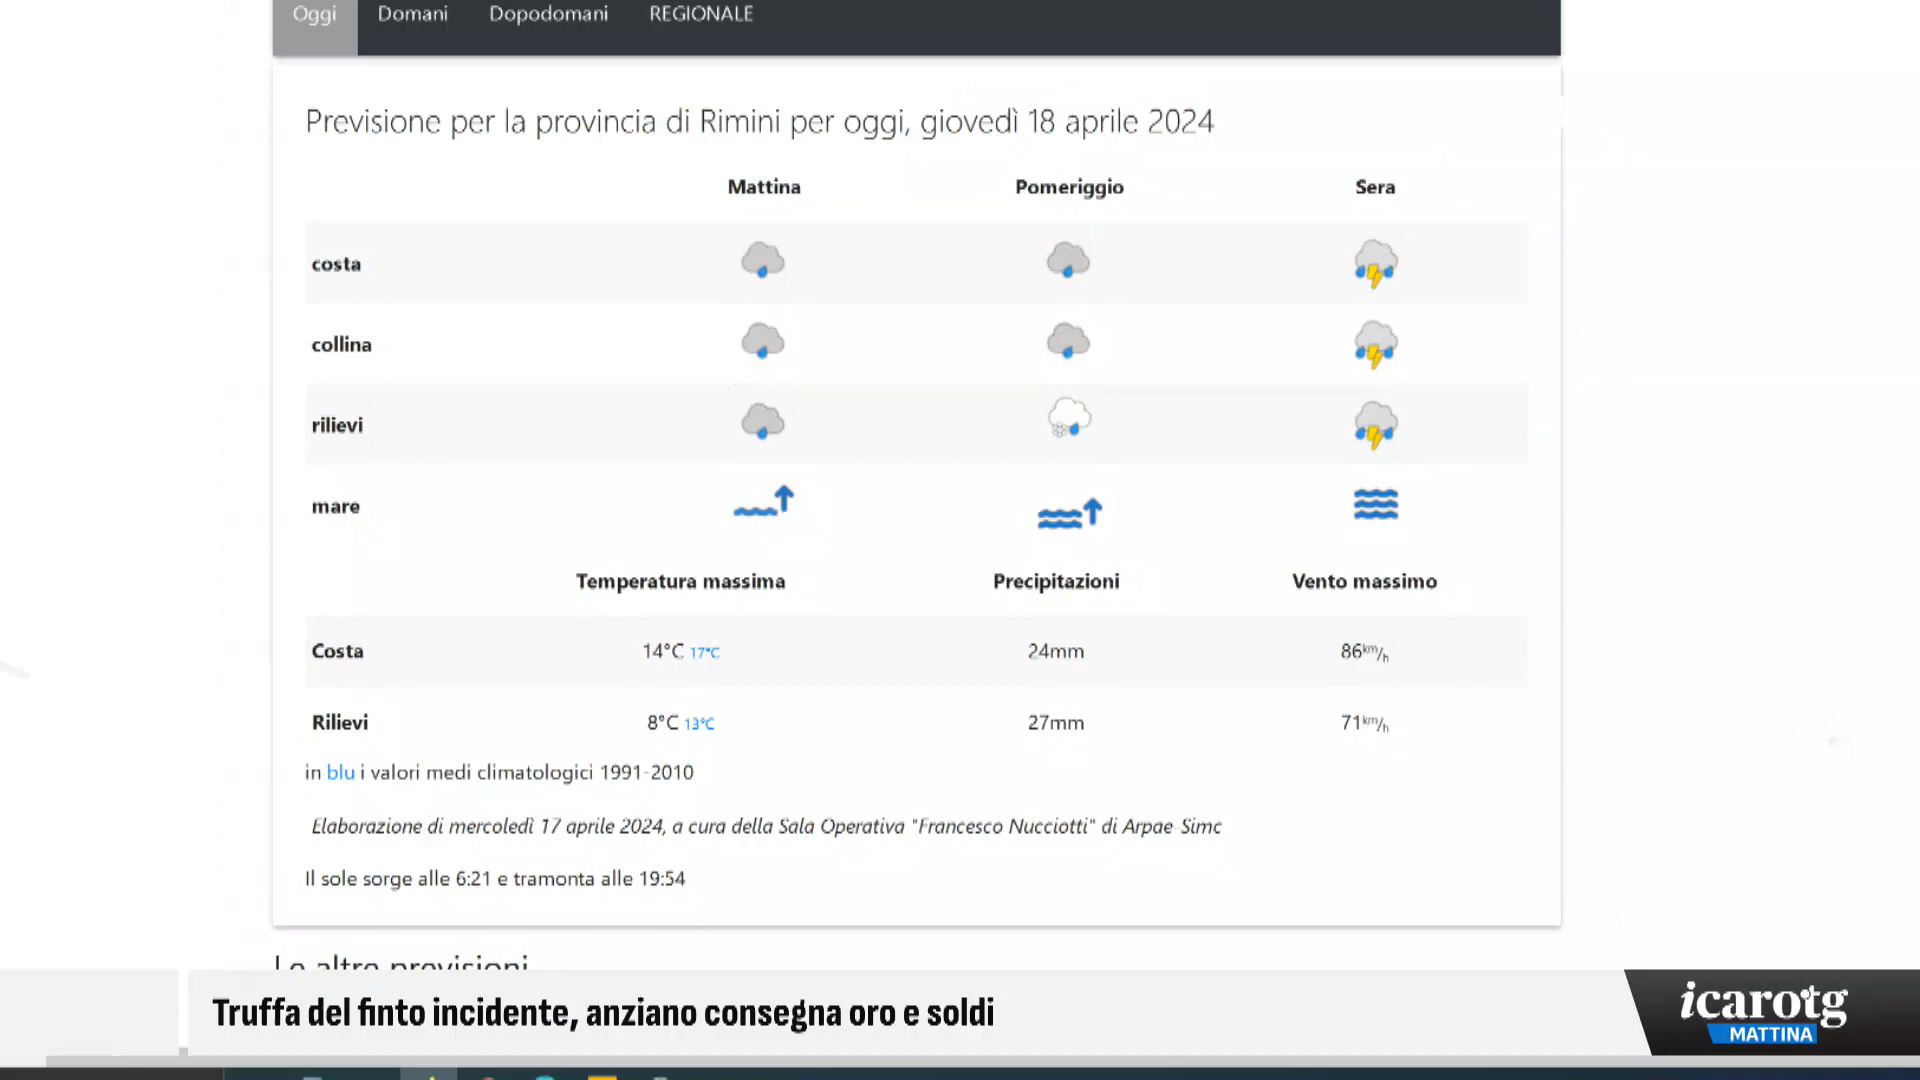 Oggi Domani Dopodomani REGIONALE
Previsione per la provincia di Rimini per oggi, giovedì 18 aprile 2024
Mattina Pomeriggio Sera
costa
collina
rilievi
mare
Temperatura massima Precipitazioni Vento massimo
Costa 14°C 17°C 24mm 86km/h
Rilievi 8°C 13°C 27mm 71km/h
in blu i valori medi climatologici 1991-2010
Elaborazione di mercoledì 17 aprile 2024, a cura della Sala Operativa "Francesco Nucciotti" di Arpae-Simc
Il sole sorge alle 6:21 e tramonta alle 19:54
Le altre previsioni
Truffa del finto incidente, anziano consegna oro e soldi
icarotg
MATTINA